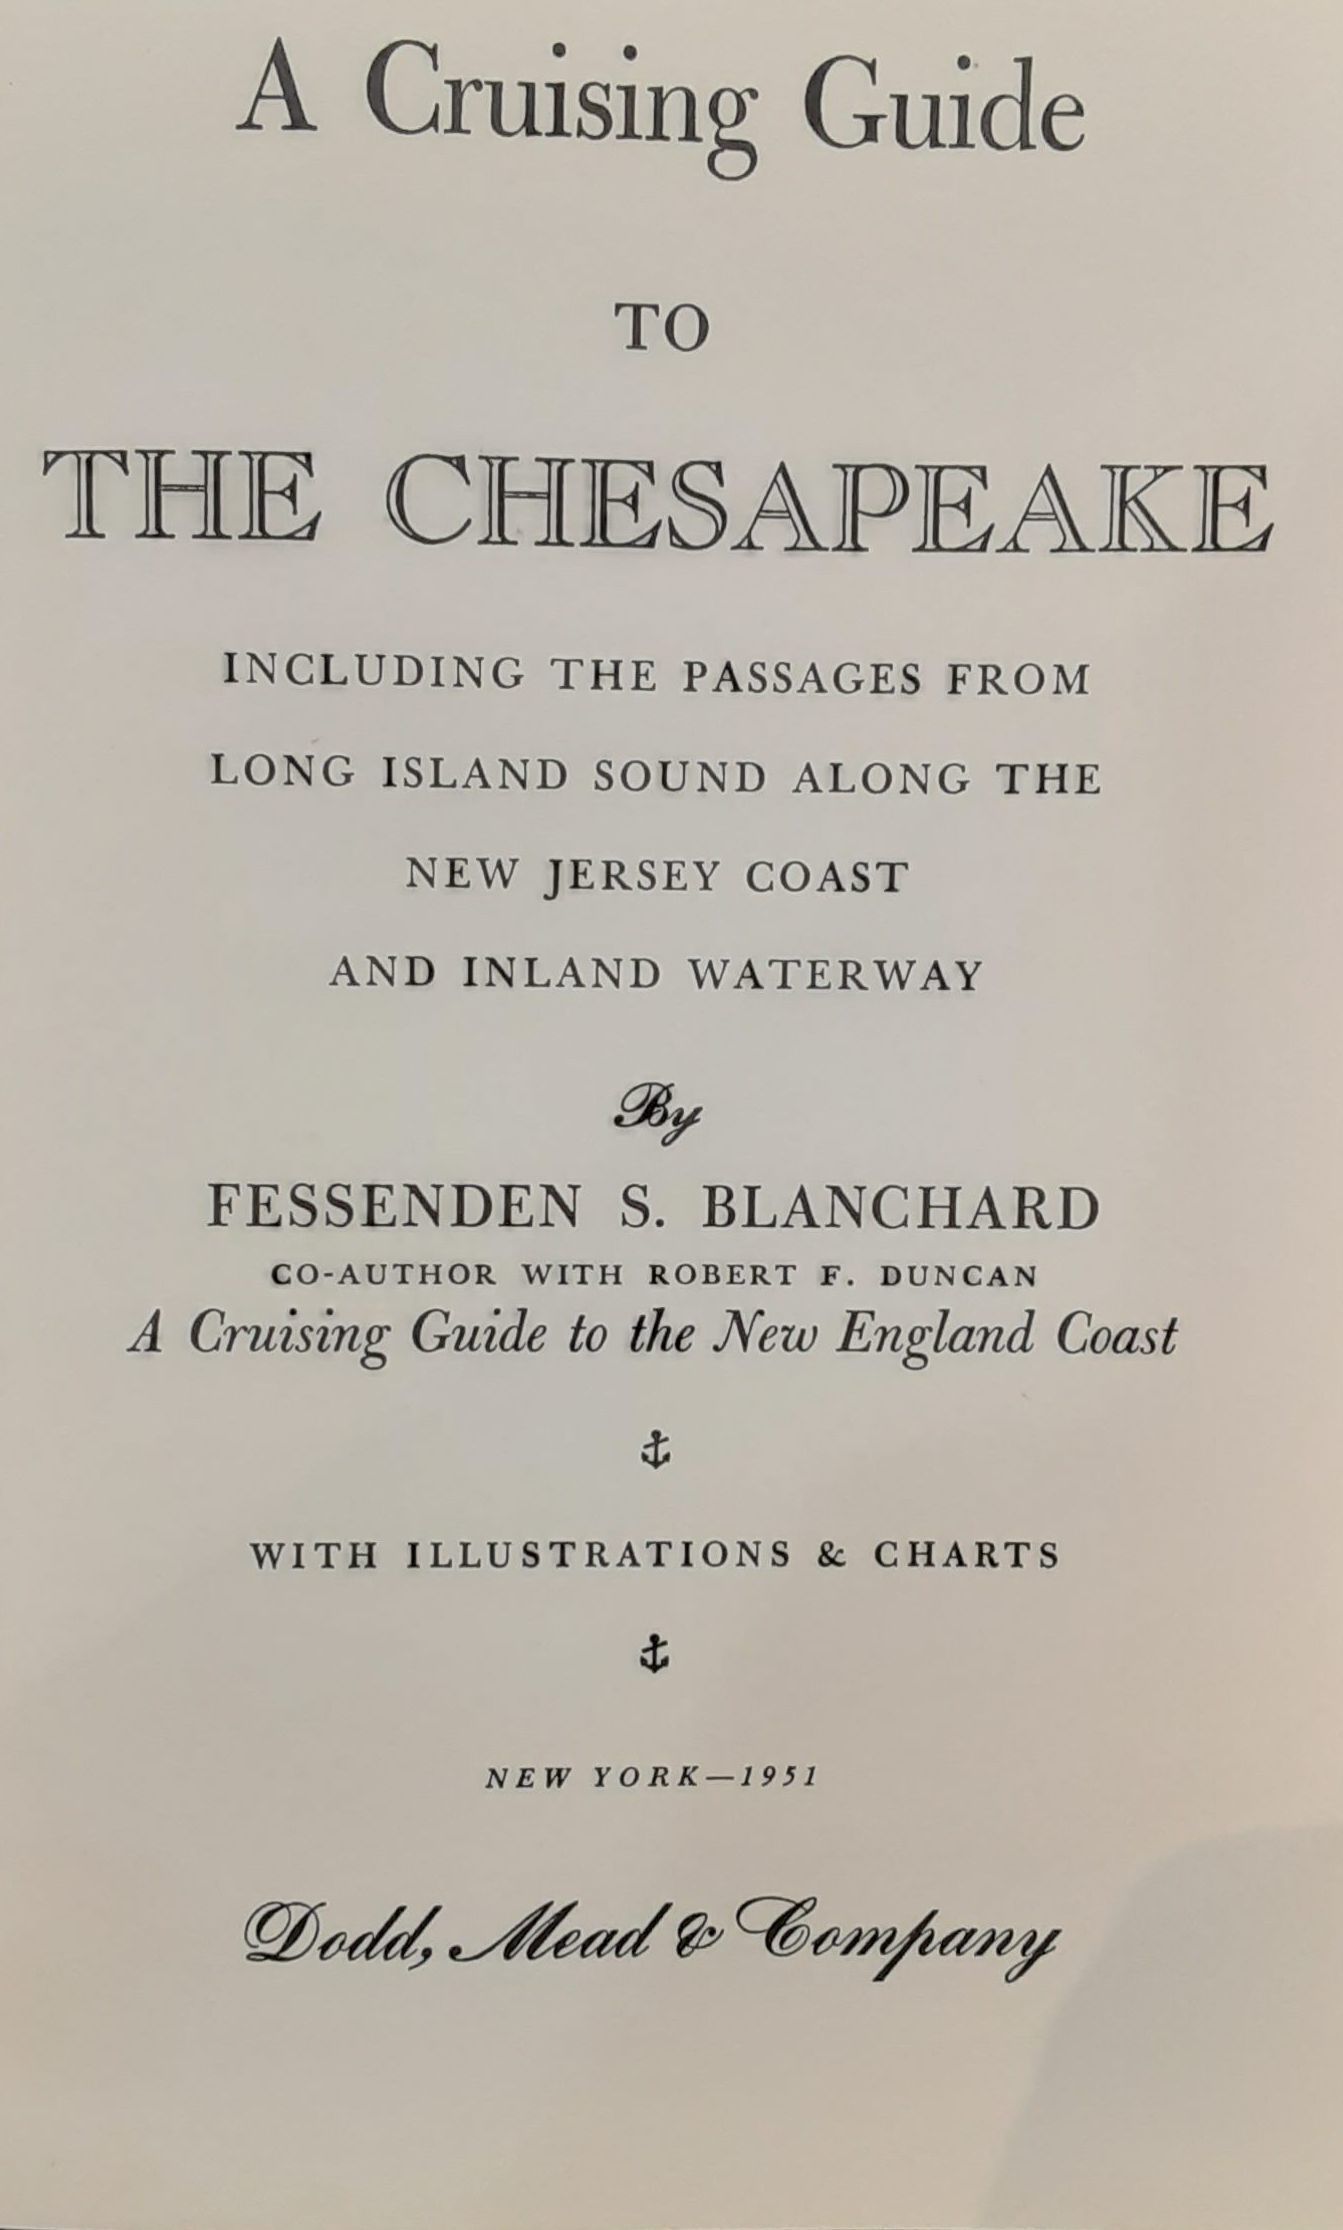 A Cruising Guide
TO
THE CHESAPEAKE
INCLUDING THE PASSAGES FROM
LONG ISLAND SOUND ALONG THE
NEW JERSEY COAST
AND INLAND WATERWAY
By
FESSENDEN S. BLANCHARD
CO-AUTHOR WITH ROBERT F. DUNCAN
A Cruising Guide to the New England Coast
WITH ILLUSTRATIONS & CHARTS
NEW YORK—1951
Dodd, Mead & Company